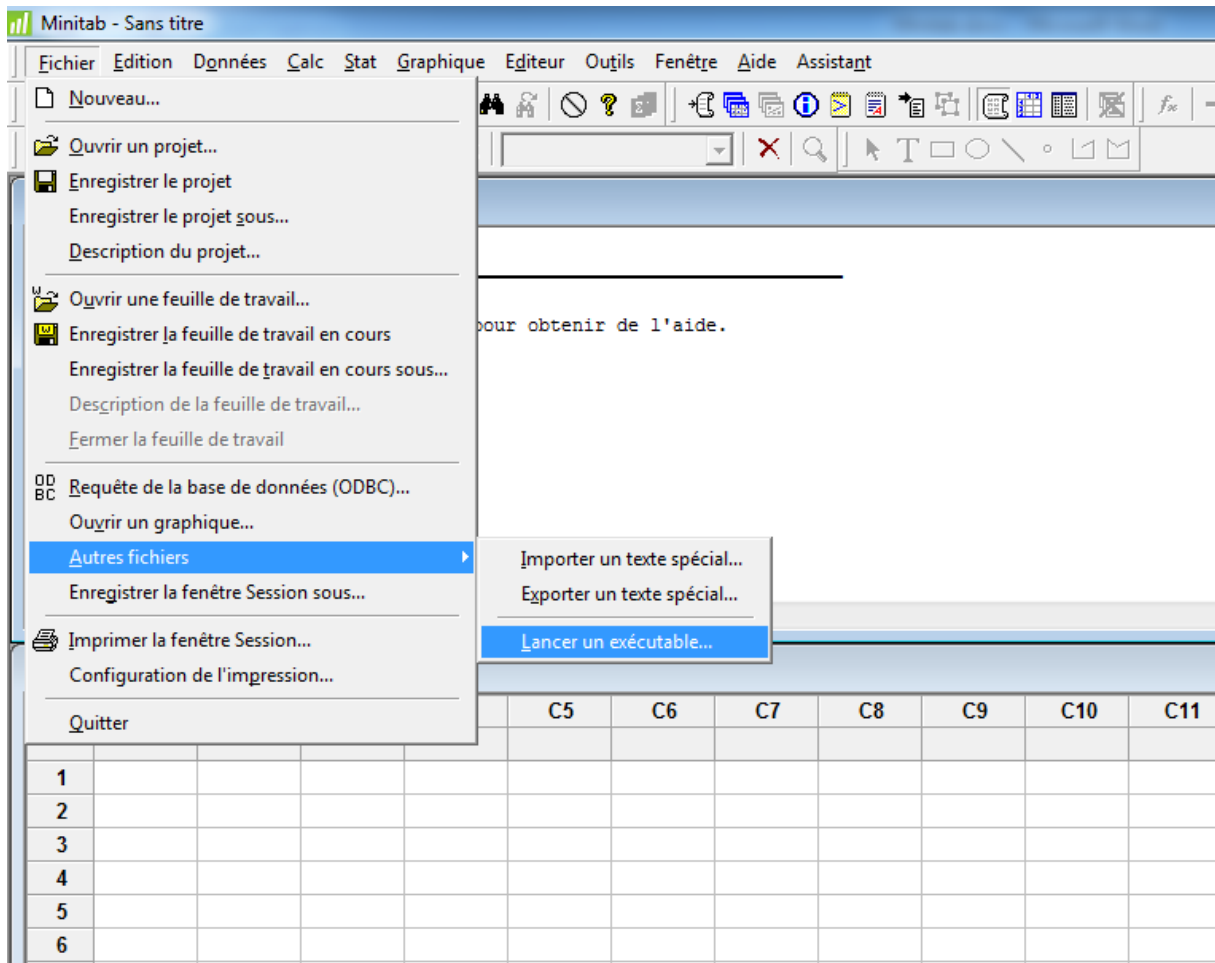 Minitab - Sans titre
Fichier Edition Données Calc Stat Graphique Editeur Outils Fenêtre Aide Assistant
Nouveau...
Ouvrir un projet...
Enregistrer le projet
Enregistrer le projet sous...
Description du projet...
Ouvrir une feuille de travail...
Enregistrer la feuille de travail en cours
pour obtenir de l'aide.
Enregistrer la feuille de travail en cours sous...
Description de la feuille de travail...
Fermer la feuille de travail
OD BC Requête de la base de données (ODBC)...
Ouvrir un graphique...
Autres fichiers
Importer un texte spécial...
Exporter un texte spécial...
Lancer un exécutable...
Enregistrer la fenêtre Session sous...
Imprimer la fenêtre Session...
Configuration de l'impression...
Quitter
C5 C6 C7 C8 C9 C10 C11
1
2
3
4
5
6